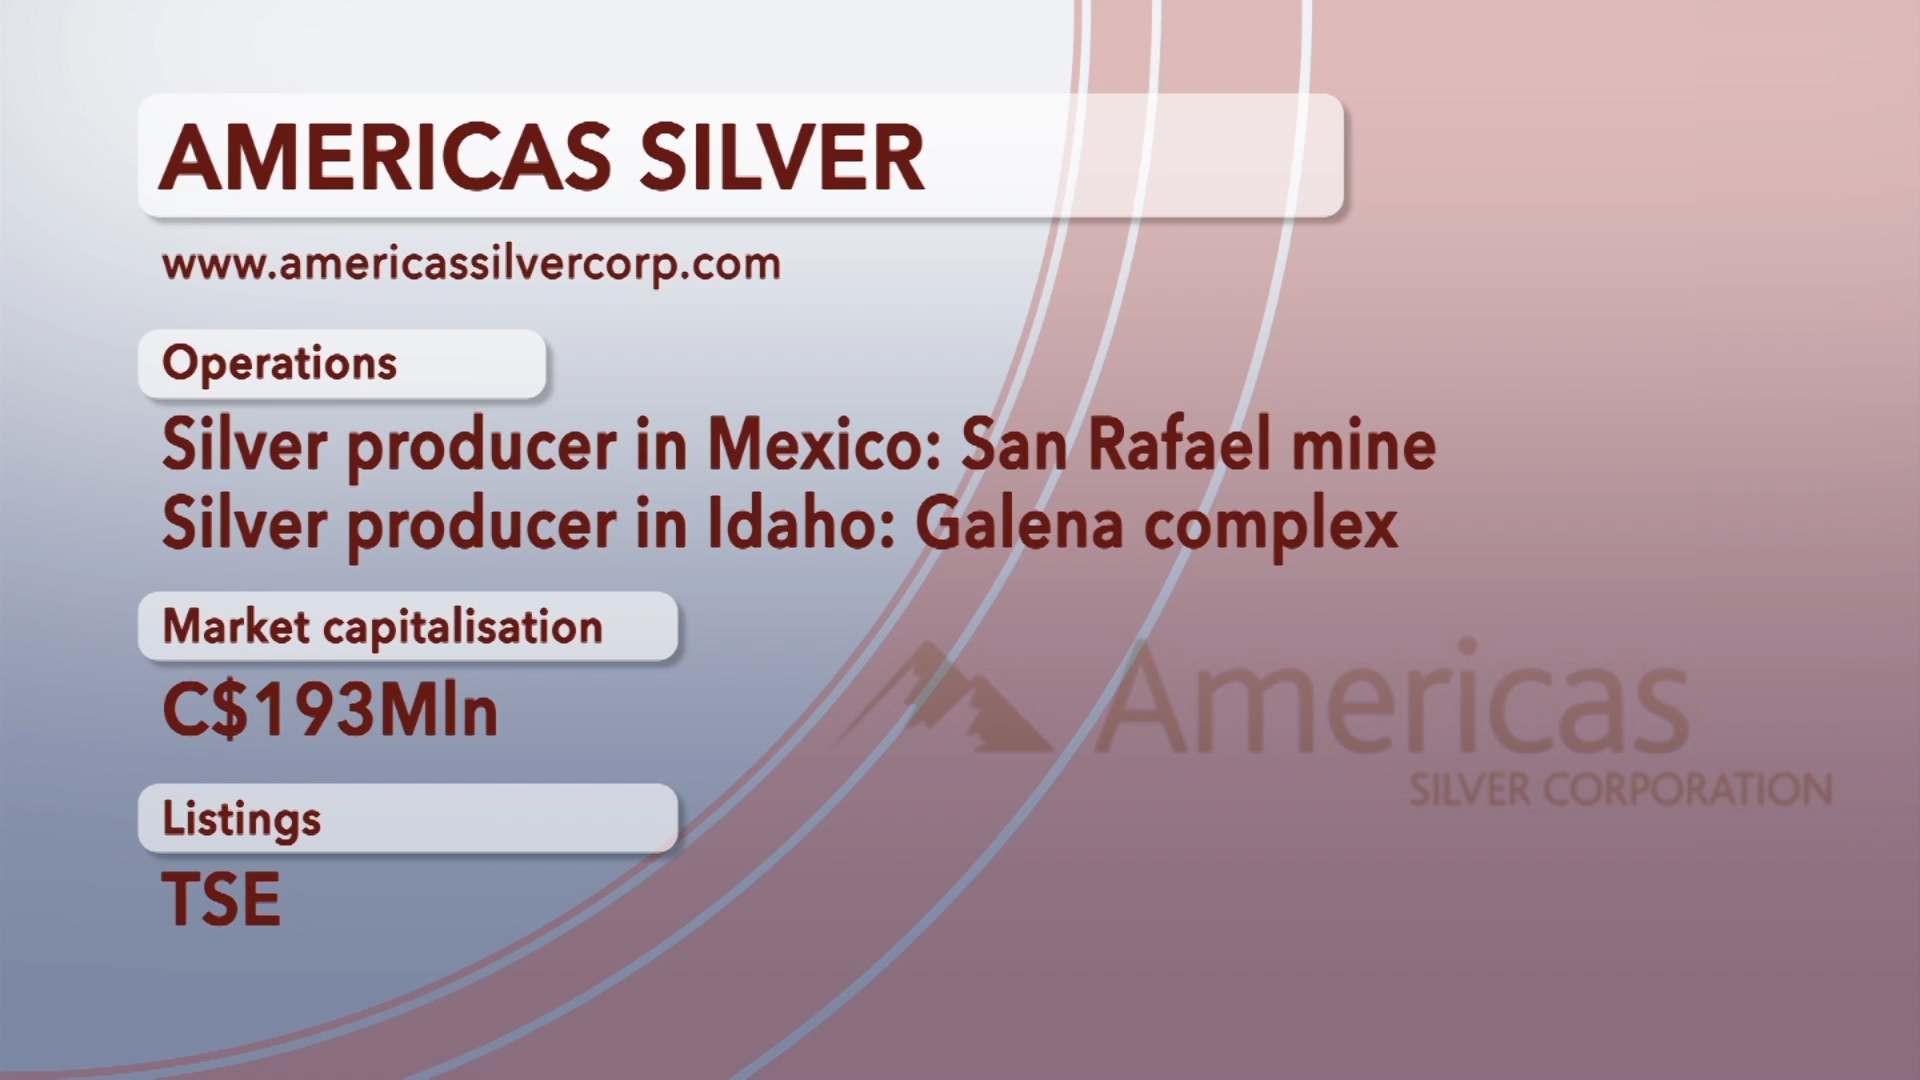 AMERICAS SILVER
www.americassilvercorp.com
Operations
Silver producer in Mexico: San Rafael mine
Silver producer in Idaho: Galena complex
Market capitalisation
C$193Mln
Americas
SILVER CORPORATION
Listings
TSE